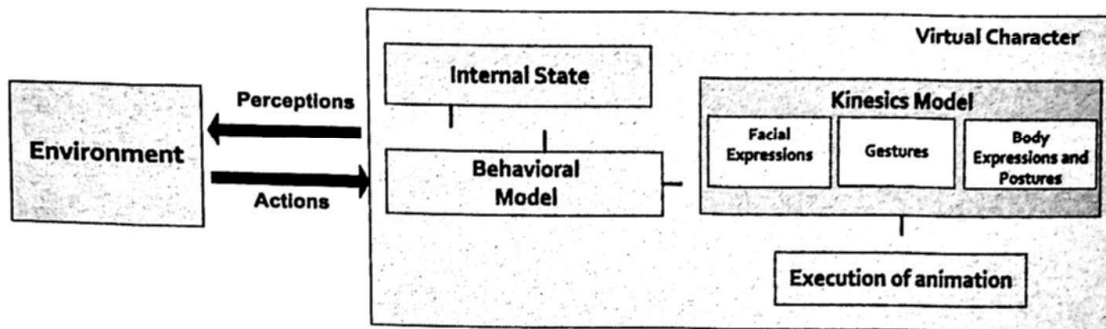 Virtual Character
Internal State
Perceptions
Environment
Actions
Behavioral
Model
Kinesics Model
Facial
Expressions
Gestures
Body
Expressions and
Postures
Execution of animation